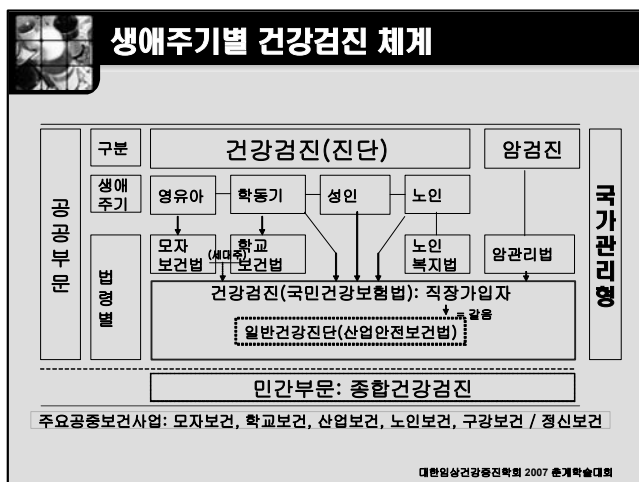 생애주기별 건강검진 체계
구분
건강검진(진단)
암검진
생애
주기
영유아
학동기
성인
노인
공공부문
국가관리형
법령별
모자
보건법
(세대주)
학교
보건법
노인
복지법
암관리법
건강검진(국민건강보험법): 직장가입자
= 갈음
일반건강진단(산업안전보건법)
민간부문: 종합건강검진
주요공중보건사업: 모자보건, 학교보건, 산업보건, 노인보건, 구강보건 / 정신보건
대한임상건강증진학회 2007 춘계학술대회